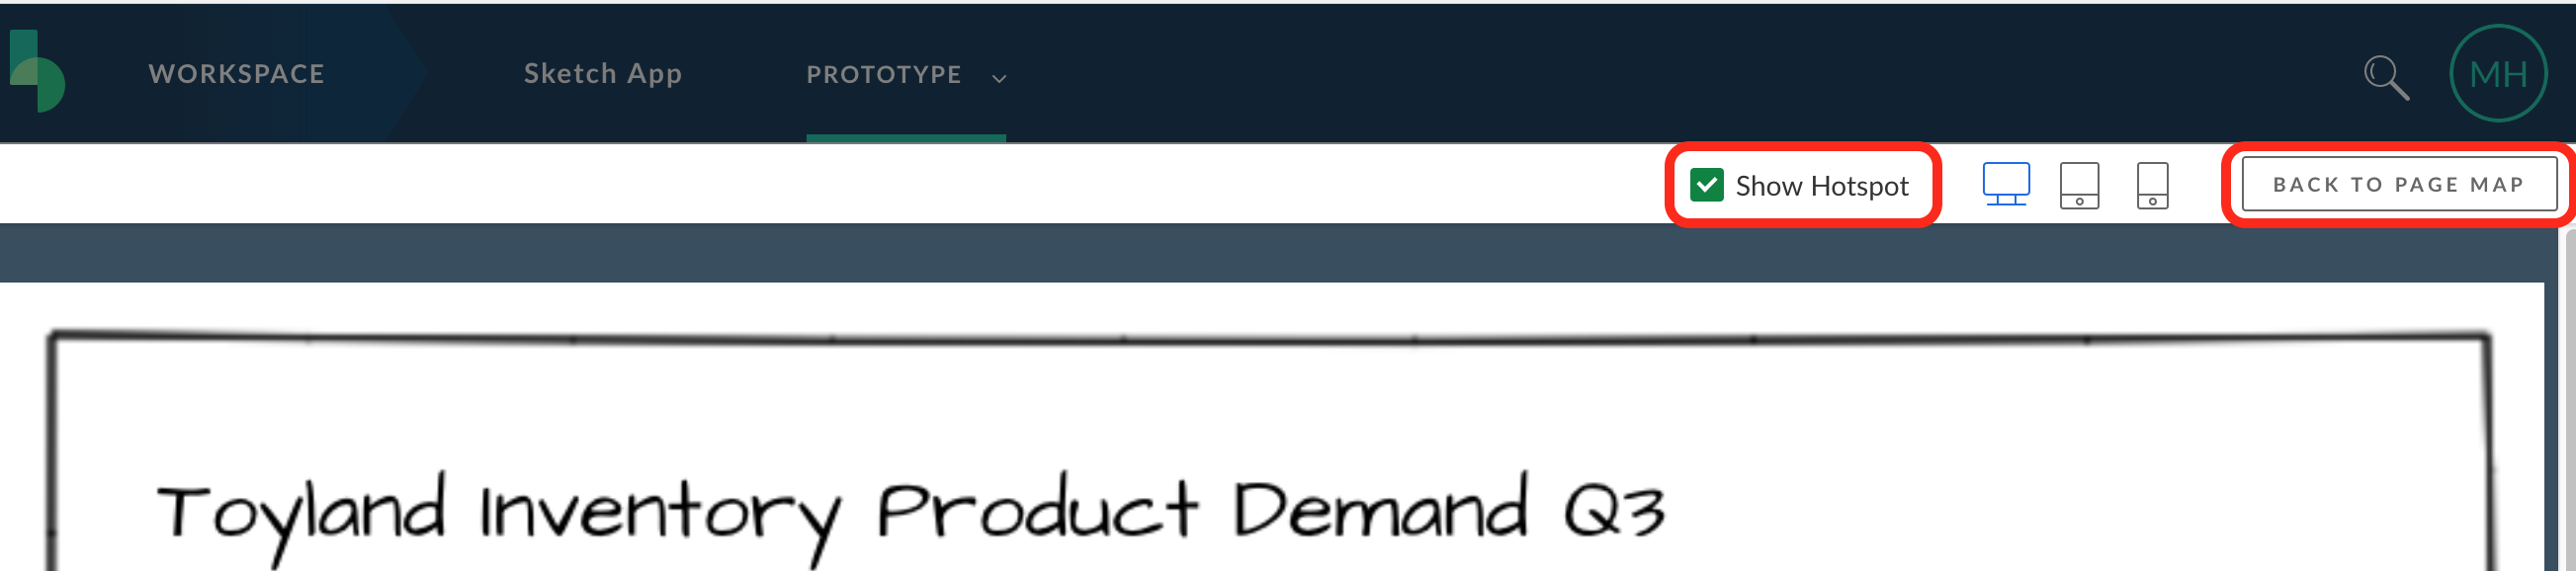 WORKSPACE Sketch App PROTOTYPE MH
Show Hotspot BACK TO PAGE MAP
Toyland Inventory Product Demand Q3